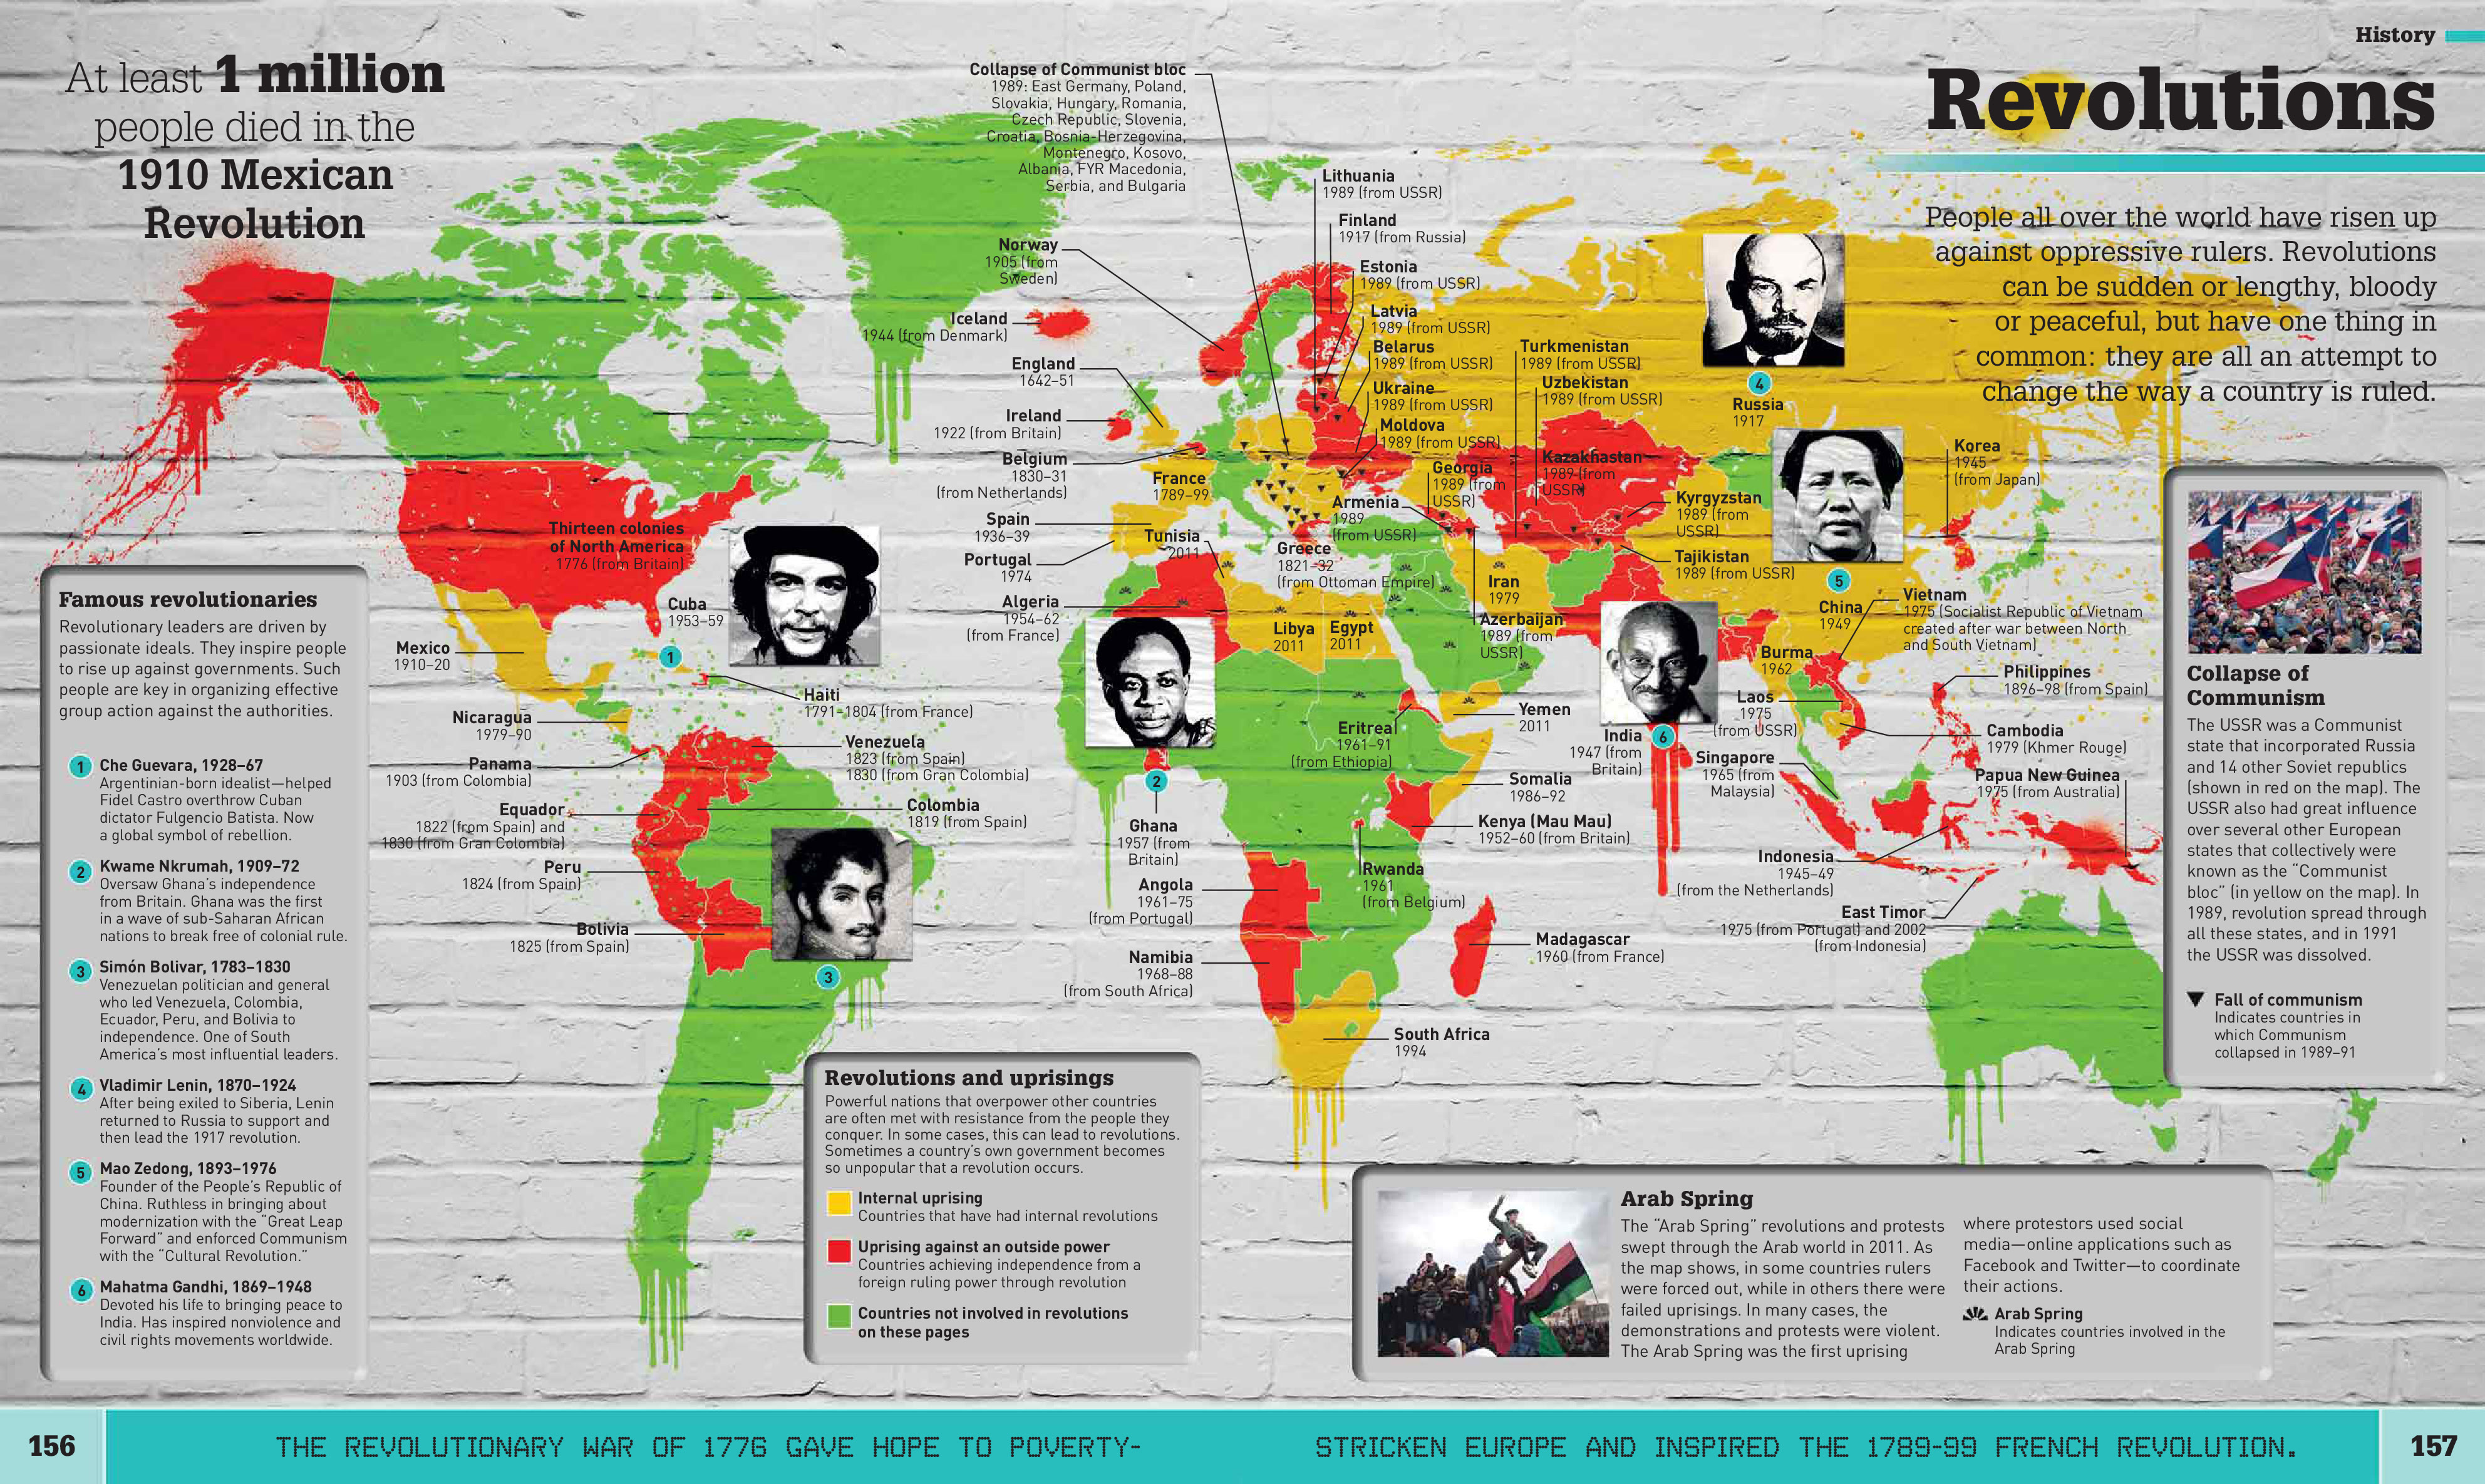 History
Revolutions
At least 1 million
people died in the
1910 Mexican
Revolution
People all over the world have risen up
against oppressive rulers. Revolutions
can be sudden or lengthy, bloody
or peaceful, but have one thing in
common: they are all an attempt to
change the way a country is ruled.
Collapse of Communist bloc
1989: East Germany, Poland,
Slovakia, Hungary, Romania,
Czech Republic, Slovenia,
Croatia, Bosnia-Herzegovina,
Montenegro, Kosovo,
Albania, FYR Macedonia,
Serbia, and Bulgaria
Lithuania
1989 (from USSR)
Finland
1917 (from Russia)
Estonia
1989 (from USSR)
Latvia
1989 (from USSR)
Belarus
1989 (from USSR)
Ukraine
1989 (from USSR)
Moldova
1989 (from USSR)
Turkmenistan
1989 (from USSR)
Uzbekistan
1989 (from USSR)
Kazakhastan
1989 (from
USSR)
Georgia
1989 (from
USSR)
Armenia
1989
(from USSR)
Kyrgyzstan
1989 (from
USSR)
Tajikistan
1989 (from USSR)
Azerbaijan
1989 (from
USSR)
Norway
1905 (from
Sweden)
Iceland
1944 (from Denmark)
England
1642–51
Ireland
1922 (from Britain)
Belgium
1830–31
(from Netherlands)
France
1789–99
Spain
1936–39
Portugal
1974
Tunisia
2011
Algeria
1954–62
(from France)
Greece
1821–32
(from Ottoman Empire)
Iran
1979
Libya
2011
Egypt
2011
4
Russia
1917
Korea
1945
(from Japan)
5
China
1949
Vietnam
1975 (Socialist Republic of Vietnam
created after war between North
and South Vietnam)
Burma
1962
Laos
1975
(from USSR)
Philippines
1896–98 (from Spain)
Cambodia
1979 (Khmer Rouge)
Papua New Guinea
1975 (from Australia)
Singapore
1965 (from
Malaysia)
Indonesia
1945–49
(from the Netherlands)
East Timor
1975 (from Portugal) and 2002
(from Indonesia)
India
1947 (from
Britain)
6
Yemen
2011
Eritrea
1961–91
(from Ethiopia)
Somalia
1986–92
Kenya (Mau Mau)
1952–60 (from Britain)
Rwanda
1961
(from Belgium)
Madagascar
1960 (from France)
South Africa
1994
2
Ghana
1957 (from
Britain)
Angola
1961–75
(from Portugal)
Namibia
1968–88
(from South Africa)
Thirteen colonies
of North America
1776 (from Britain)
Cuba
1953–59
1
Mexico
1910–20
Haiti
1791–1804 (from France)
Nicaragua
1979–90
Panama
1903 (from Colombia)
Venezuela
1823 (from Spain)
1830 (from Gran Colombia)
Equador
1822 (from Spain) and
1830 (from Gran Colombia)
Colombia
1819 (from Spain)
Peru
1824 (from Spain)
Bolivia
1825 (from Spain)
3
Famous revolutionaries
Revolutionary leaders are driven by
passionate ideals. They inspire people
to rise up against governments. Such
people are key in organizing effective
group action against the authorities.
1 Che Guevara, 1928–67
Argentinian-born idealist—helped
Fidel Castro overthrow Cuban
dictator Fulgencio Batista. Now
a global symbol of rebellion.
2 Kwame Nkrumah, 1909–72
Oversaw Ghana's independence
from Britain. Ghana was the first
in a wave of sub-Saharan African
nations to break free of colonial rule.
3 Simón Bolivar, 1783–1830
Venezuelan politician and general
who led Venezuela, Colombia,
Ecuador, Peru, and Bolivia to
independence. One of South
America's most influential leaders.
4 Vladimir Lenin, 1870–1924
After being exiled to Siberia, Lenin
returned to Russia to support and
then lead the 1917 revolution.
5 Mao Zedong, 1893–1976
Founder of the People's Republic of
China. Ruthless in bringing about
modernization with the "Great Leap
Forward" and enforced Communism
with the "Cultural Revolution."
6 Mahatma Gandhi, 1869–1948
Devoted his life to bringing peace to
India. Has inspired nonviolence and
civil rights movements worldwide.
Revolutions and uprisings
Powerful nations that overpower other countries
are often met with resistance from the people they
conquer. In some cases, this can lead to revolutions.
Sometimes a country's own government becomes
so unpopular that a revolution occurs.
Internal uprising
Countries that have had internal revolutions
Uprising against an outside power
Countries achieving independence from a
foreign ruling power through revolution
Countries not involved in revolutions
on these pages
Collapse of
Communism
The USSR was a Communist
state that incorporated Russia
and 14 other Soviet republics
(shown in red on the map). The
USSR also had great influence
over several other European
states that collectively were
known as the "Communist
bloc" (in yellow on the map). In
1989, revolution spread through
all these states, and in 1991
the USSR was dissolved.
Fall of communism
Indicates countries in
which Communism
collapsed in 1989–91
Arab Spring
The "Arab Spring" revolutions and protests
swept through the Arab world in 2011. As
the map shows, in some countries rulers
were forced out, while in others there were
failed uprisings. In many cases, the
demonstrations and protests were violent.
The Arab Spring was the first uprising
where protestors used social
media—online applications such as
Facebook and Twitter—to coordinate
their actions.
Arab Spring
Indicates countries involved in the
Arab Spring
156
THE REVOLUTIONARY WAR OF 1776 GAVE HOPE TO POVERTY-
STRICKEN EUROPE AND INSPIRED THE 1789-99 FRENCH REVOLUTION.
157